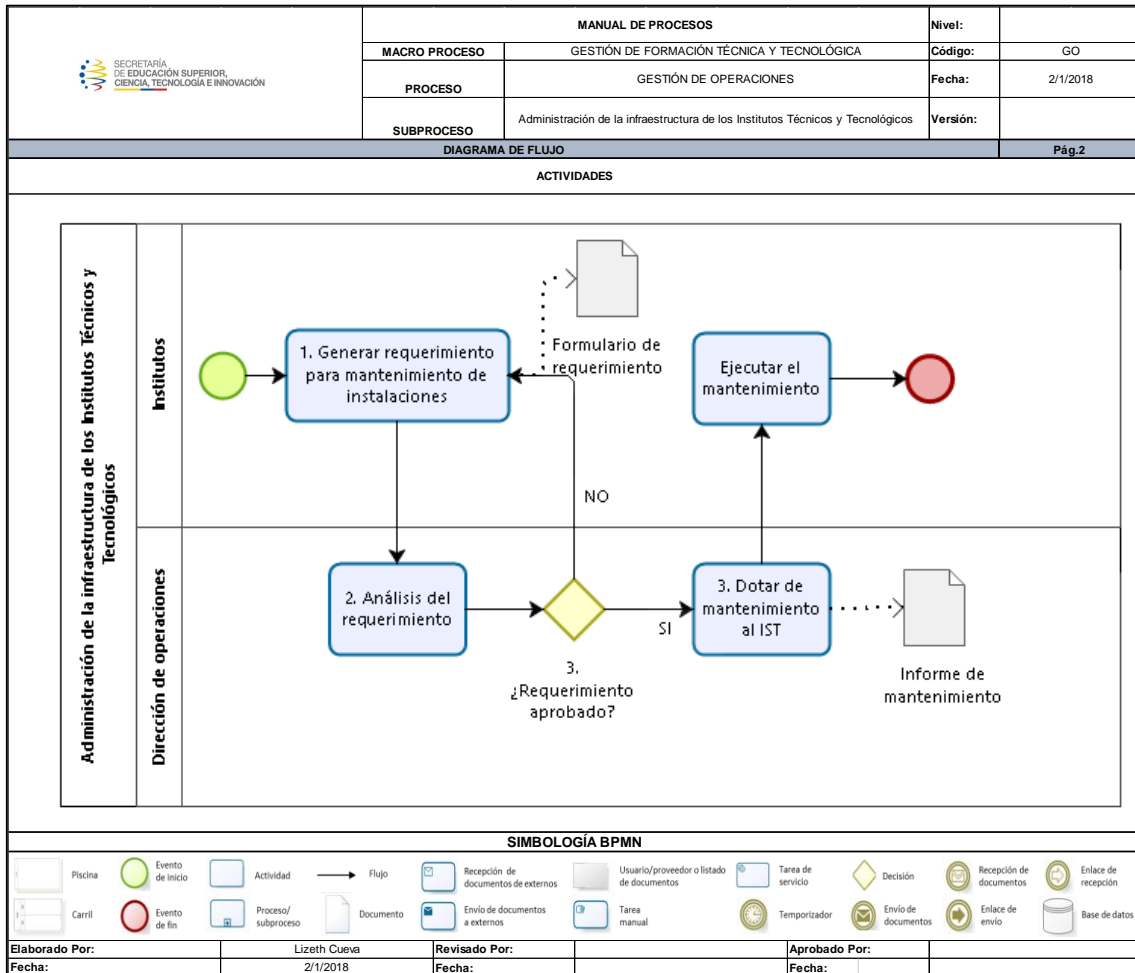 SECRETARÍA
DE EDUCACIÓN SUPERIOR,
CIENCIA, TECNOLOGÍA E INNOVACIÓN
MANUAL DE PROCESOS
Nivel:
MACRO PROCESO
GESTIÓN DE FORMACIÓN TÉCNICA Y TECNOLÓGICA
Código:
GO
PROCESO
GESTIÓN DE OPERACIONES
Fecha:
2/1/2018
SUBPROCESO
Administración de la infraestructura de los Institutos Técnicos y Tecnológicos
Versión:
DIAGRAMA DE FLUJO
Pág.2
ACTIVIDADES
Administración de la infraestructura de los Institutos Técnicos y
Tecnológicos
Institutos
1. Generar requerimiento
para mantenimiento de
instalaciones
Formulario de
requerimiento
Ejecutar el
mantenimiento
NO
Dirección de operaciones
2. Análisis del
requerimiento
3.
¿Requerimiento
aprobado?
SI
3. Dotar de
mantenimiento
al IST
Informe de
mantenimiento
SIMBOLOGÍA BPMN
Piscina
Evento
de inicio
Actividad
Flujo
Recepción de
documentos de externos
Usuario/proveedor o listado
de documentos
Tarea de
servicio
Decisión
Recepción de
documentos
Enlace de
recepción
Carril
Evento
de fin
Proceso/
subproceso
Documento
Envío de documentos
a externos
Tarea
manual
Temporizador
Envío de
documentos
Enlace de
envío
Base de datos
Elaborado Por:
Lizeth Cueva
Revisado Por:
Aprobado Por:
Fecha:
2/1/2018
Fecha:
Fecha: